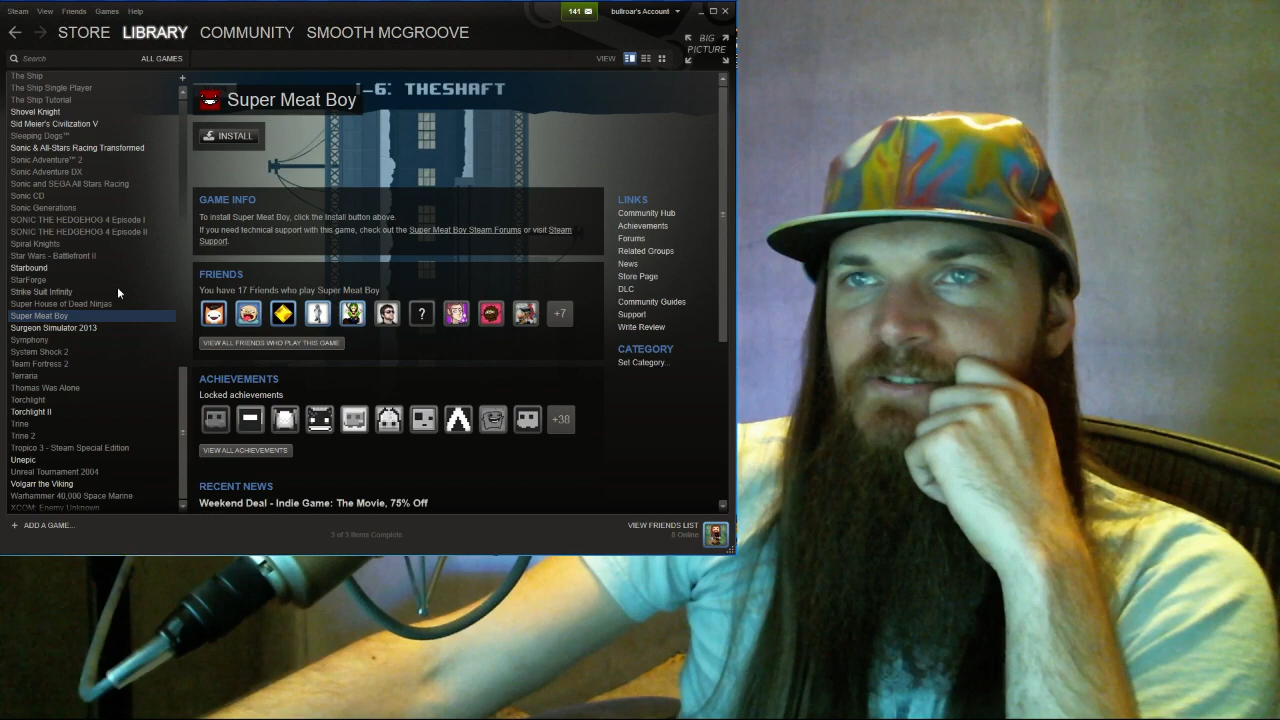 Steam View Friends Games Help
141
bullroar's Account
STORE LIBRARY COMMUNITY SMOOTH MCGROOVE
BIG PICTURE
Search
ALL GAMES
VIEW
The Ship
The Ship Single Player
The Ship Tutorial
Shovel Knight
Sid Meier's Civilization V
Sleeping Dogs™
Sonic & All-Stars Racing Transformed
Sonic Adventure™ 2
Sonic Adventure DX
Sonic and SEGA All Stars Racing
Sonic CD
Sonic Generations
SONIC THE HEDGEHOG 4 Episode I
SONIC THE HEDGEHOG 4 Episode II
Spiral Knights
Star Wars - Battlefront II
Starbound
StarForge
Strike Suit Infinity
Super House of Dead Ninjas
Super Meat Boy
Surgeon Simulator 2013
Symphony
System Shock 2
Team Fortress 2
Terraria
Thomas Was Alone
Torchlight
Torchlight II
Trine
Trine 2
Tropico 3 - Steam Special Edition
Unepic
Unreal Tournament 2004
Volgarr the Viking
Warhammer 40,000 Space Marine
XCOM: Enemy Unknown
+ ADD A GAME...
-6: THESHAFT
Super Meat Boy
INSTALL
GAME INFO
To install Super Meat Boy, click the Install button above.
If you need technical support with this game, check out the Super Meat Boy Steam Forums or visit Steam
Support.
FRIENDS
You have 17 Friends who play Super Meat Boy
?
+7
VIEW ALL FRIENDS WHO PLAY THIS GAME
ACHIEVEMENTS
Locked achievements
+38
VIEW ALL ACHIEVEMENTS
RECENT NEWS
Weekend Deal - Indie Game: The Movie, 75% Off
LINKS
Community Hub
Achievements
Forums
Related Groups
News
Store Page
DLC
Community Guides
Support
Write Review
CATEGORY
Set Category...
3 of 3 Items Complete
VIEW FRIENDS LIST
8 Online